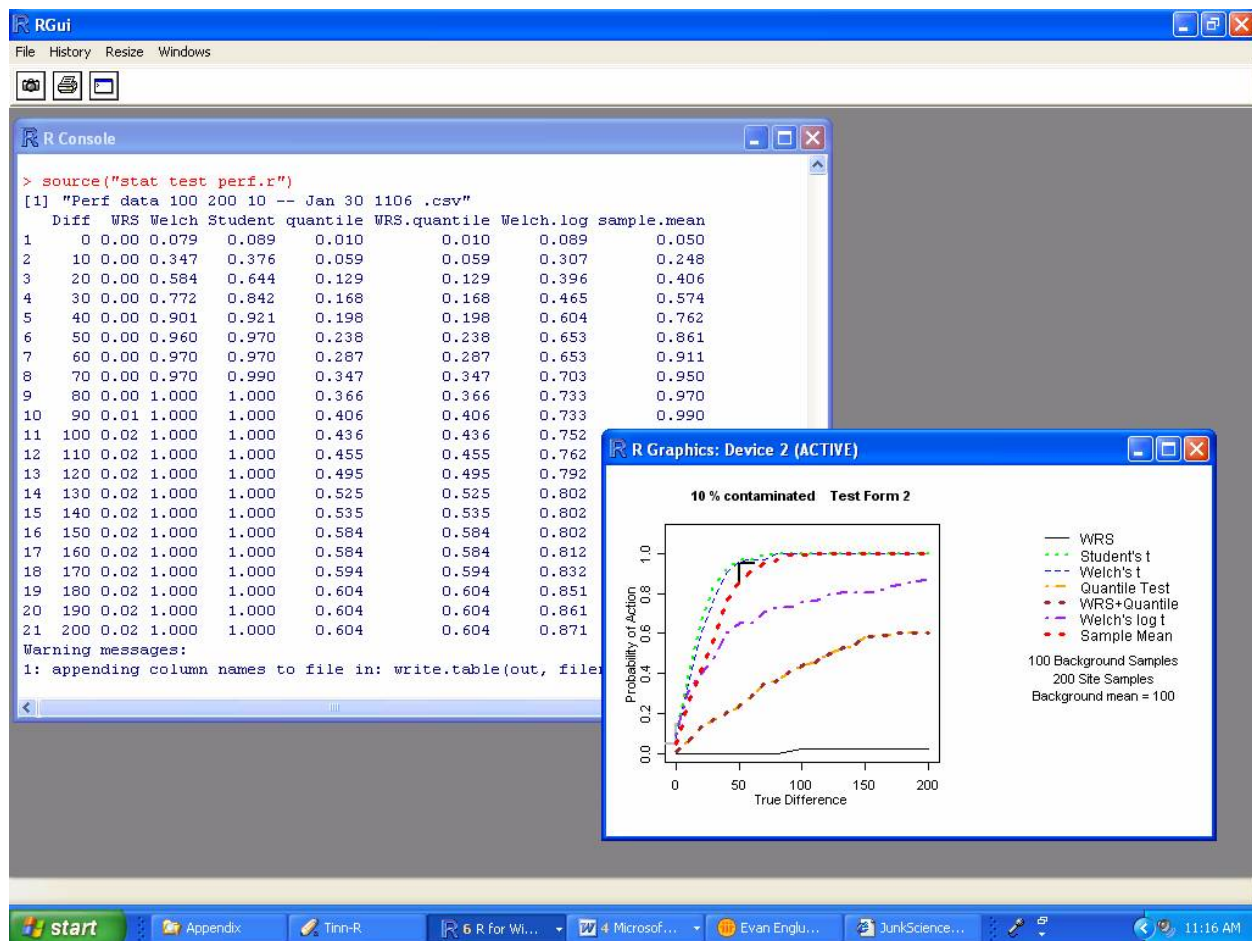 RGui
File History Resize Windows
R Console
> source("stat test perf.r")
[1] "Perf data 100 200 10 -- Jan 30 1106 .csv"
Diff WRS Welch Student quantile WRS.quantile Welch.log sample.mean
1 0 0.00 0.079 0.089 0.010 0.010 0.089 0.050
2 10 0.00 0.347 0.376 0.059 0.059 0.307 0.248
3 20 0.00 0.584 0.644 0.129 0.129 0.396 0.406
4 30 0.00 0.772 0.842 0.168 0.168 0.465 0.574
5 40 0.00 0.901 0.921 0.198 0.198 0.604 0.762
6 50 0.00 0.960 0.970 0.238 0.238 0.653 0.861
7 60 0.00 0.970 0.970 0.287 0.287 0.653 0.911
8 70 0.00 0.970 0.990 0.347 0.347 0.703 0.950
9 80 0.00 1.000 1.000 0.366 0.366 0.733 0.970
10 90 0.01 1.000 1.000 0.406 0.406 0.733 0.990
11 100 0.02 1.000 1.000 0.436 0.436 0.752
12 110 0.02 1.000 1.000 0.455 0.455 0.762
13 120 0.02 1.000 1.000 0.495 0.495 0.792
14 130 0.02 1.000 1.000 0.525 0.525 0.802
15 140 0.02 1.000 1.000 0.535 0.535 0.802
16 150 0.02 1.000 1.000 0.584 0.584 0.802
17 160 0.02 1.000 1.000 0.584 0.584 0.812
18 170 0.02 1.000 1.000 0.594 0.594 0.832
19 180 0.02 1.000 1.000 0.604 0.604 0.851
20 190 0.02 1.000 1.000 0.604 0.604 0.861
21 200 0.02 1.000 1.000 0.604 0.604 0.871
Warning messages:
1: appending column names to file in: write.table(out, file
R Graphics: Device 2 (ACTIVE)
10 % contaminated Test Form 2
Probability of Action
1.0
0.8
0.6
0.4
0.2
0.0
0 50 100 150 200
True Difference
WRS
Student's t
Welch's t
Quantile Test
WRS+Quantile
Welch's log t
Sample Mean
100 Background Samples
200 Site Samples
Background mean = 100
start
Appendix
Tinn-R
6 R for Wi...
4 Microsof...
Evan Englu...
JunkScience...
11:16 AM